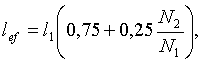 l_ef = l_1 ( 0,75 + 0,25 N_2 / N_1 ),